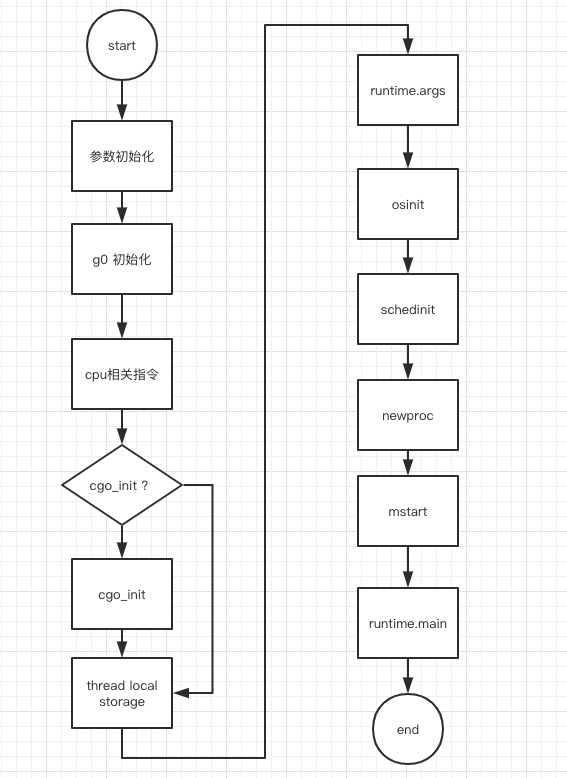 start
参数初始化
g0 初始化
cpu相关指令
cgo_init ?
cgo_init
thread local
storage
runtime.args
osinit
schedinit
newproc
mstart
runtime.main
end